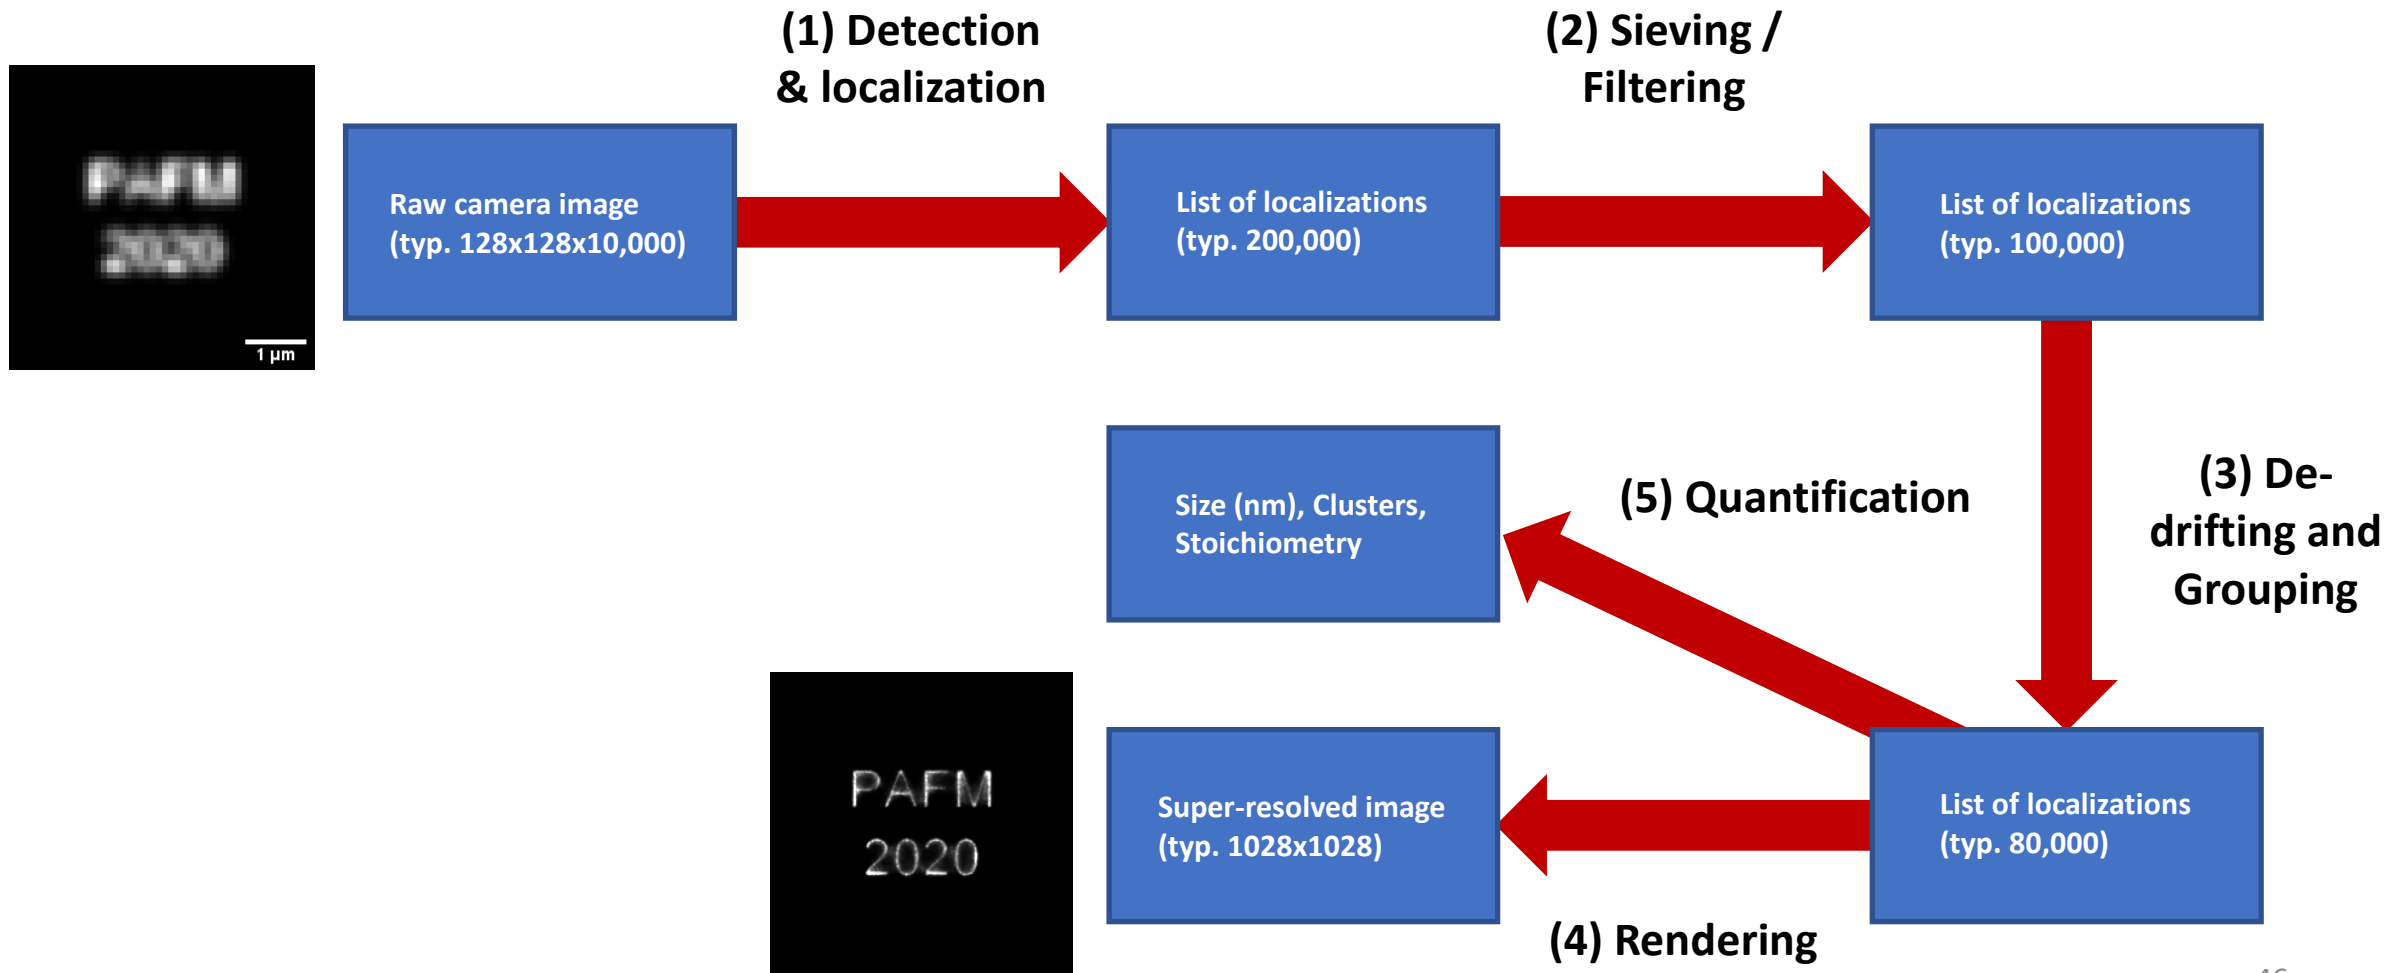 (1) Detection
& localization
(2) Sieving /
Filtering
PAFM
2020
1 µm
Raw camera image
(typ. 128x128x10,000)
List of localizations
(typ. 200,000)
List of localizations
(typ. 100,000)
Size (nm), Clusters,
Stoichiometry
(5) Quantification
(3) De-
drifting and
Grouping
PAFM
2020
Super-resolved image
(typ. 1028x1028)
List of localizations
(typ. 80,000)
(4) Rendering